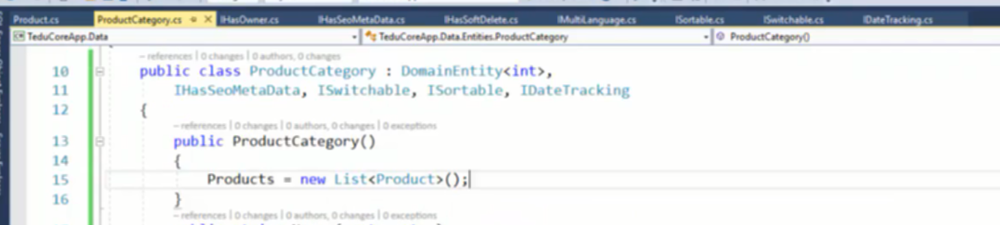 Product.cs ProductCategory.cs IHasOwner.cs IHasSeoMetaData.cs IHasSoftDelete.cs IMultiLanguage.cs ISortable.cs ISwitchable.cs IDateTracking.cs
TeduCoreApp.Data TeduCoreApp.Data.Entities.ProductCategory ProductCategory()
– references | 0 changes | 0 authors, 0 changes
10 public class ProductCategory : DomainEntity<int>,
11 IHasSeoMetaData, ISwitchable, ISortable, IDateTracking
12 {
– references | 0 changes | 0 authors, 0 changes | 0 exceptions
13 public ProductCategory()
14 {
15 Products = new List<Product>();
16 }
– references | 0 changes | 0 authors, 0 changes | 0 exceptions